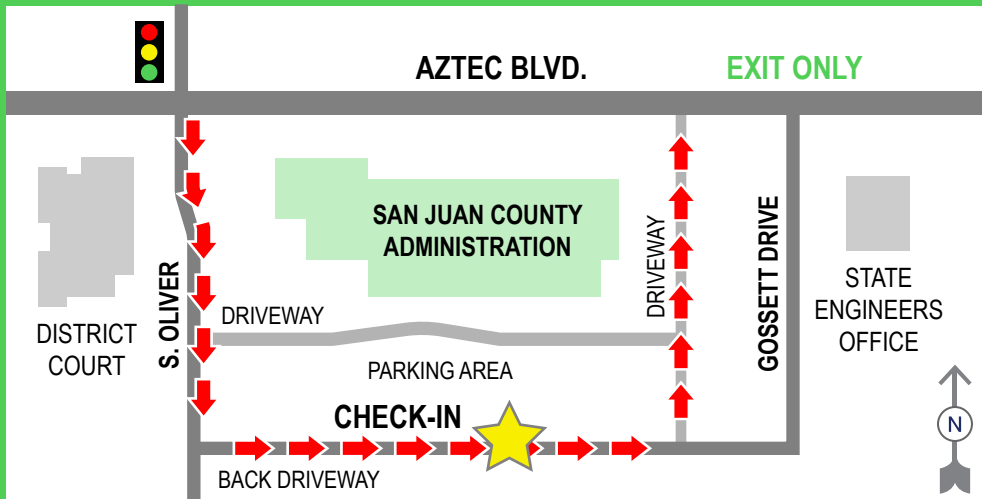 AZTEC BLVD.
EXIT ONLY
SAN JUAN COUNTY
ADMINISTRATION
DISTRICT
COURT
S. OLIVER
DRIVEWAY
DRIVEWAY
GOSSETT DRIVE
STATE
ENGINEERS
OFFICE
PARKING AREA
CHECK-IN
BACK DRIVEWAY
N